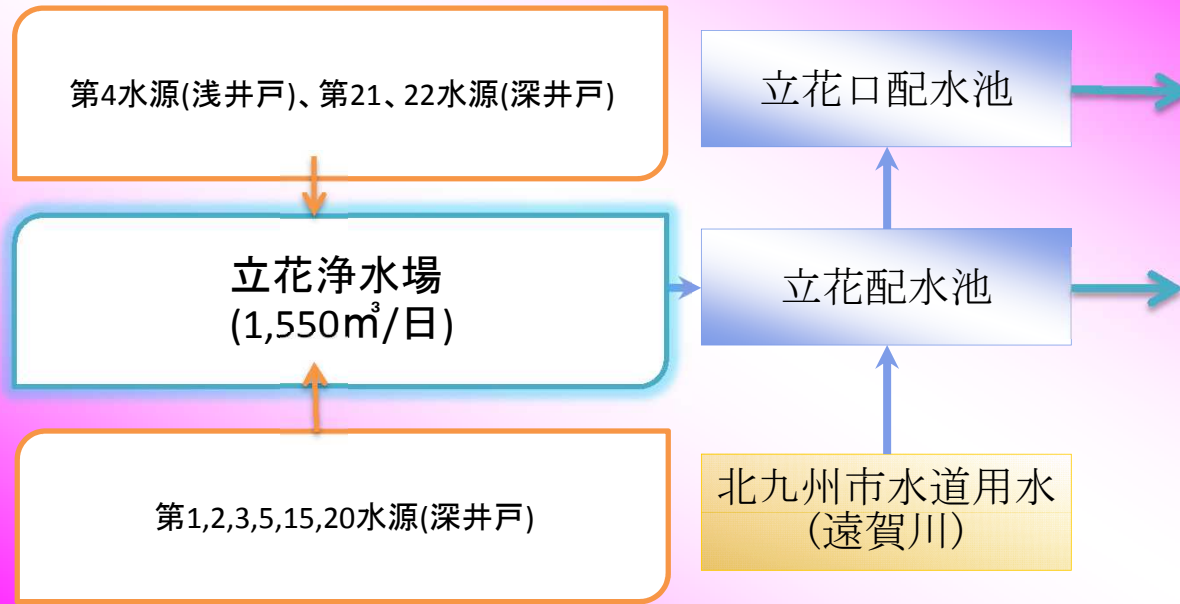 第4水源(浅井戸)、第21、22水源(深井戸)
立花浄水場
(1,550㎥/日)
第1,2,3,5,15,20水源(深井戸)
立花口配水池
立花配水池
北九州市水道用水
(遠賀川)